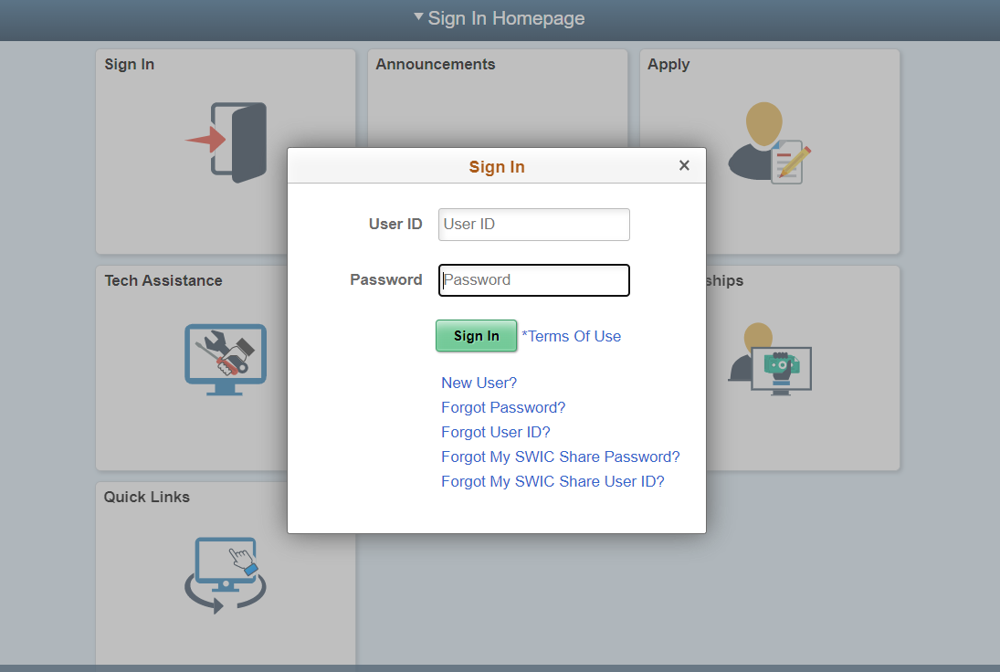 Sign In Homepage
Sign In
Announcements
Apply
Sign In
×
User ID
User ID
Password
Password
Sign In
*Terms Of Use
New User?
Forgot Password?
Forgot User ID?
Forgot My SWIC Share Password?
Forgot My SWIC Share User ID?
Tech Assistance
ships
Quick Links